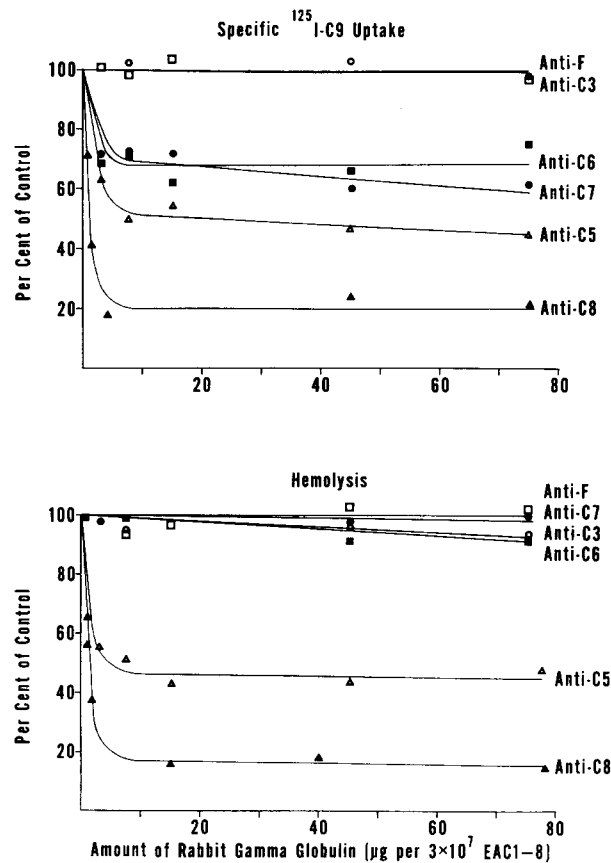 Specific ¹²⁵I-C9 Uptake
Per Cent of Control
100
80
60
40
20
20
40
60
80
Anti-F
Anti-C3
Anti-C6
Anti-C7
Anti-C5
Anti-C8
Hemolysis
Per Cent of Control
100
80
60
40
20
20
40
60
80
Anti-F
Anti-C7
Anti-C3
Anti-C6
Anti-C5
Anti-C8
Amount of Rabbit Gamma Globulin (μg per 3×10⁷ EAC1–8)